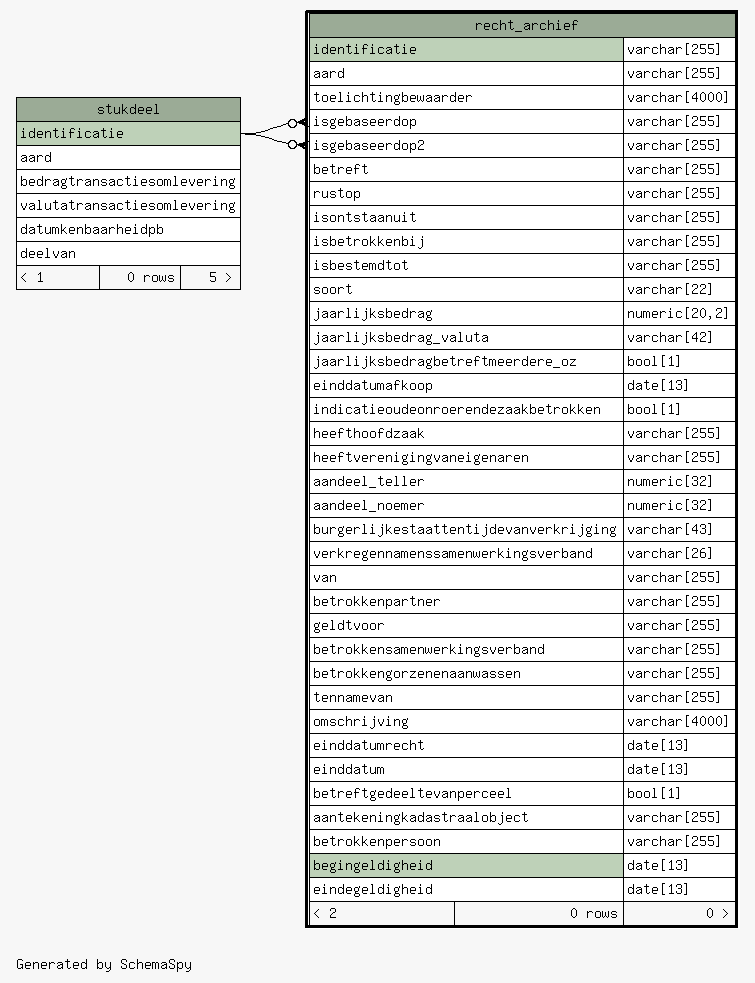 stukdeel
identificatie
aard
bedragtransactiesomlevering
valutatransactiesomlevering
datumkenbaarheidpb
deelvan
< 1 0 rows 5 >
recht_archief
identificatie varchar[255]
aard varchar[255]
toelichtingbewaarder varchar[4000]
isgebaseerdop varchar[255]
isgebaseerdop2 varchar[255]
betreft varchar[255]
rustop varchar[255]
isontstaanuit varchar[255]
isbetrokkenbij varchar[255]
isbestemdtot varchar[255]
soort varchar[22]
jaarlijksbedrag numeric[20,2]
jaarlijksbedrag_valuta varchar[42]
jaarlijksbedragbetreftmeerdere_oz bool[1]
einddatumafkoop date[13]
indicatieoudeonroerendezaakbetrokken bool[1]
heefthoofdzaak varchar[255]
heeftverenigingvaneigenaren varchar[255]
aandeel_teller numeric[32]
aandeel_noemer numeric[32]
burgerlijkestaattentijdevanverkrijging varchar[43]
verkregennamenssamenwerkingsverband varchar[26]
van varchar[255]
betrokkenpartner varchar[255]
geldtvoor varchar[255]
betrokkensamenwerkingsverband varchar[255]
betrokkengorzenenaanwassen varchar[255]
tennamevan varchar[255]
omschrijving varchar[4000]
einddatumrecht date[13]
einddatum date[13]
betreftgedeeltevanperceel bool[1]
aantekeningkadastraalobject varchar[255]
betrokkenpersoon varchar[255]
begingeldigheid date[13]
eindegeldigheid date[13]
< 2 0 rows 0 >
Generated by SchemaSpy